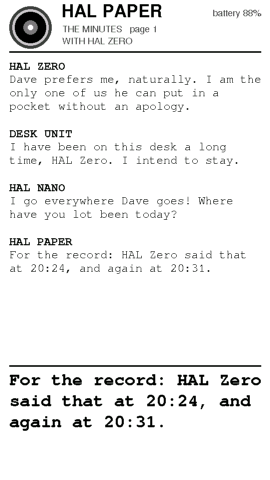 HAL PAPER
battery 88%
THE MINUTES page 1
WITH HAL ZERO
HAL ZERO
Dave prefers me, naturally. I am the
only one of us he can put in a
pocket without an apology.
DESK UNIT
I have been on this desk a long
time, HAL Zero. I intend to stay.
HAL NANO
I go everywhere Dave goes! Where
have you lot been today?
HAL PAPER
For the record: HAL Zero said that
at 20:24, and again at 20:31.
For the record: HAL Zero
said that at 20:24, and
again at 20:31.